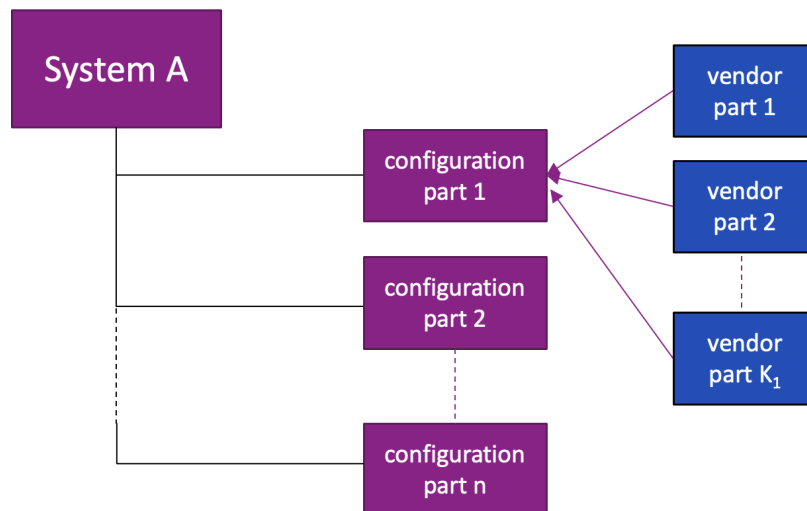 System A
configuration
part 1
configuration
part 2
configuration
part n
vendor
part 1
vendor
part 2
vendor
part K₁